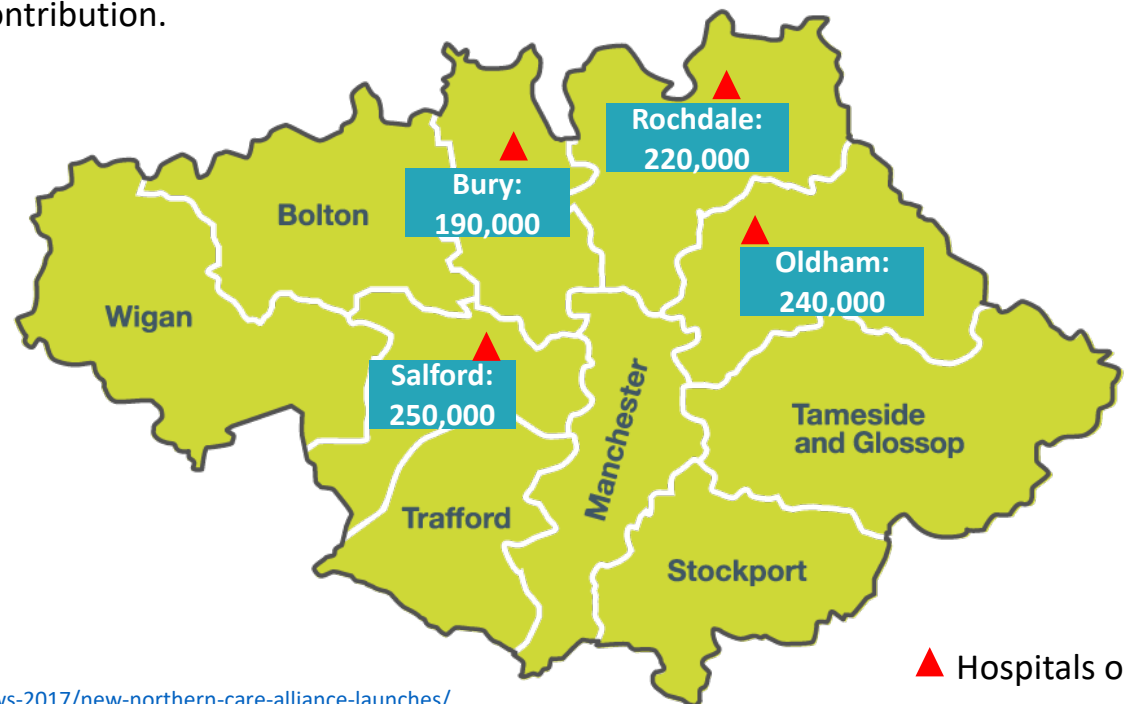 ontribution.
Rochdale:
220,000
Bury:
190,000
Bolton
Oldham:
240,000
Wigan
Salford:
250,000
Manchester
Tameside
and Glossop
Trafford
Stockport
Hospitals o
ws-2017/new-northern-care-alliance-launches/